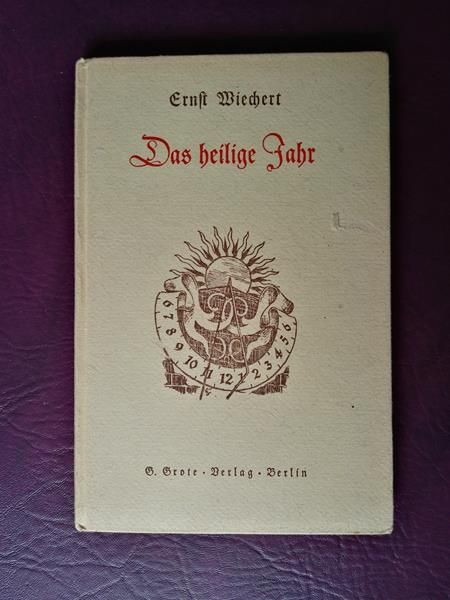 Ernst Wiechert
Das heilige Jahr
6 7 8 9 10 11 12 1 2 3 4 5 6
G. Grote • Verlag • Berlin